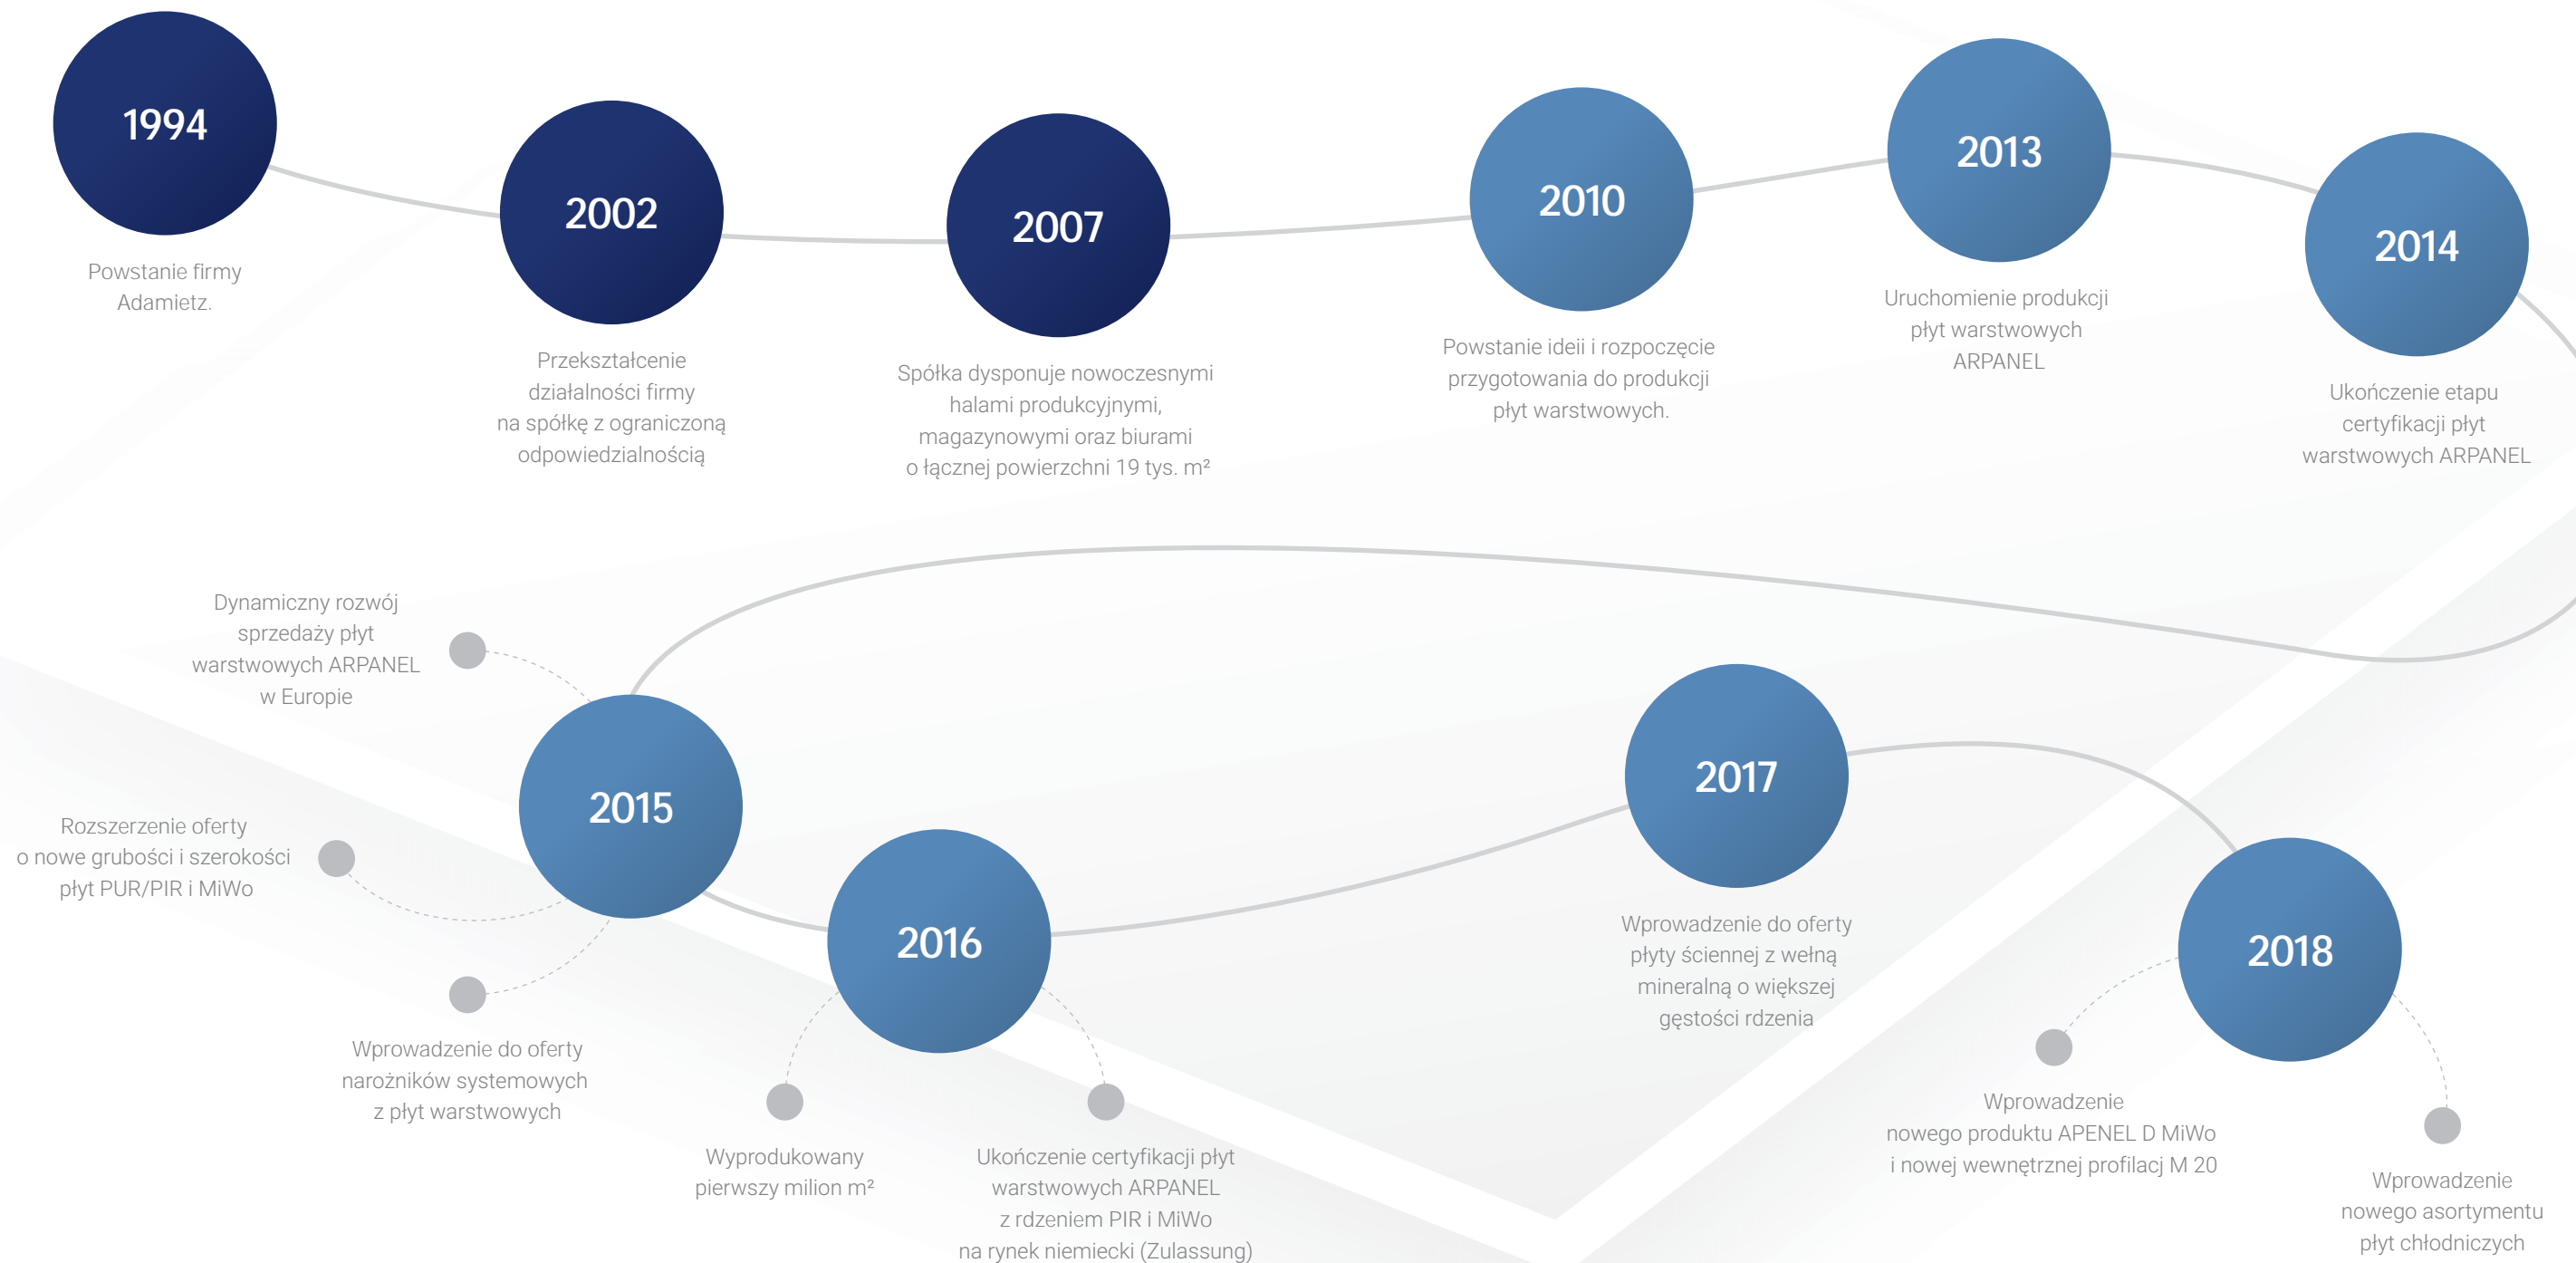 1994
Powstanie firmy
Adamietz.
2002
Przekształcenie
działalności firmy
na spółkę z ograniczoną
odpowiedzialnością
2007
Spółka dysponuje nowoczesnymi
halami produkcyjnymi,
magazynowymi oraz biurami
o łącznej powierzchni 19 tys. m²
2010
Powstanie ideii i rozpoczęcie
przygotowania do produkcji
płyt warstwowych.
2013
Uruchomienie produkcji
płyt warstwowych
ARPANEL
2014
Ukończenie etapu
certyfikacji płyt
warstwowych ARPANEL
2015
Dynamiczny rozwój
sprzedaży płyt
warstwowych ARPANEL
w Europie
Rozszerzenie oferty
o nowe grubości i szerokości
płyt PUR/PIR i MiWo
Wprowadzenie do oferty
narożników systemowych
z płyt warstwowych
2016
Wyprodukowany
pierwszy milion m²
Ukończenie certyfikacji płyt
warstwowych ARPANEL
z rdzeniem PIR i MiWo
na rynek niemiecki (Zulassung)
2017
Wprowadzenie do oferty
płyty ściennej z wełną
mineralną o większej
gęstości rdzenia
2018
Wprowadzenie
nowego produktu APENEL D MiWo
i nowej wewnętrznej profilacj M 20
Wprowadzenie
nowego asortymentu
płyt chłodniczych